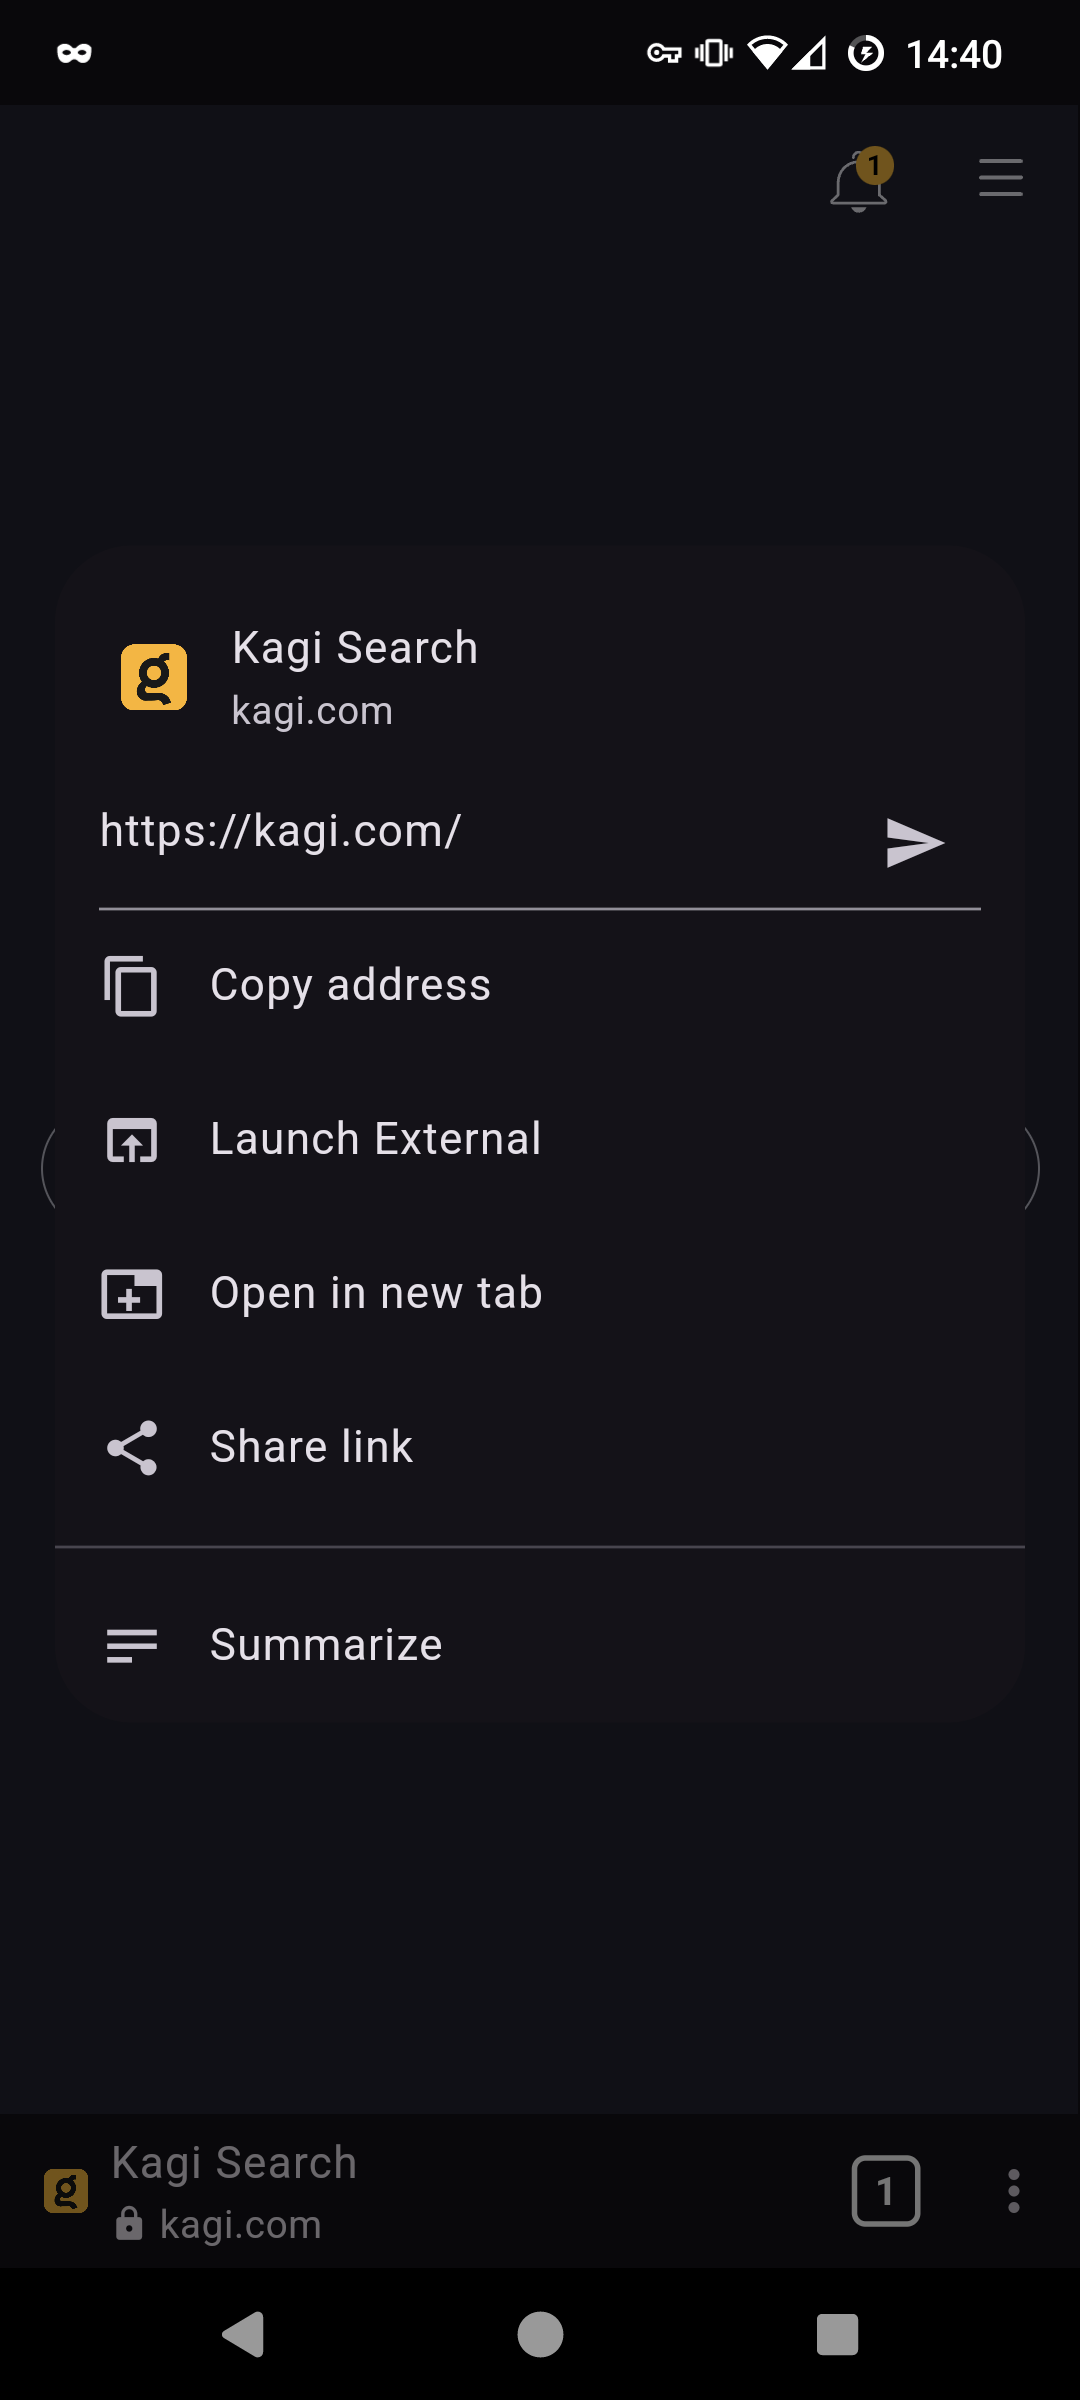 14:40
1
Kagi Search
kagi.com
https://kagi.com/
Copy address
Launch External
Open in new tab
Share link
Summarize
Kagi Search
kagi.com
1